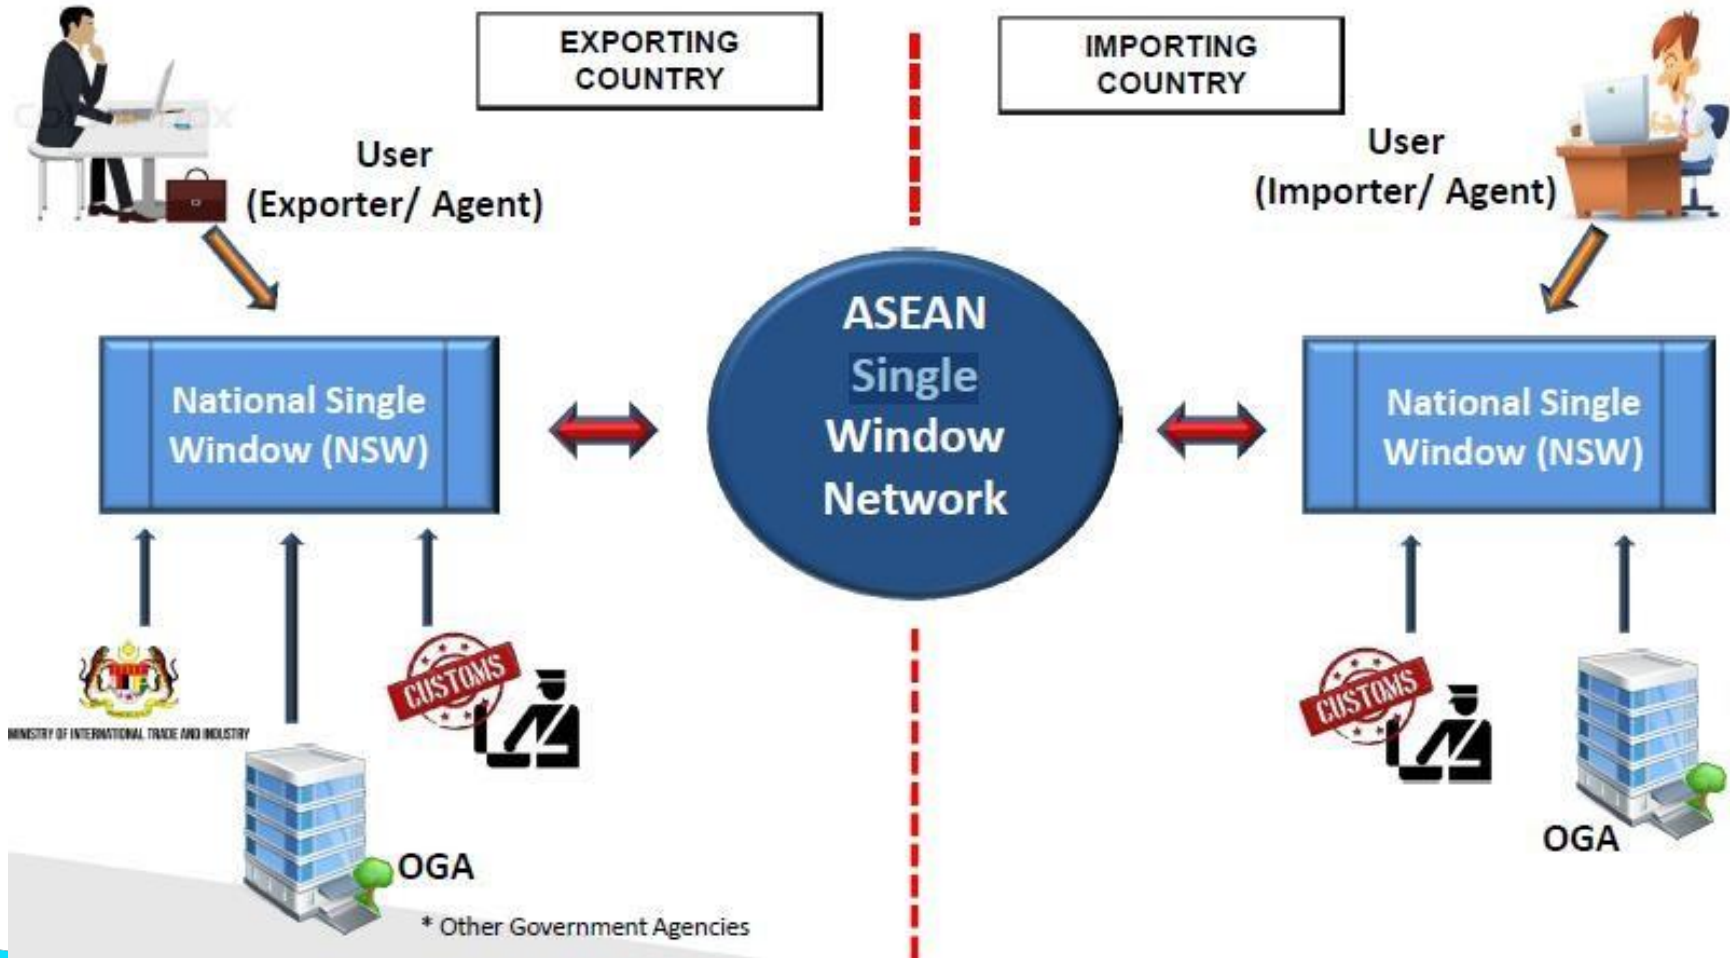 EXPORTING
COUNTRY
IMPORTING
COUNTRY
User
(Exporter/ Agent)
User
(Importer/ Agent)
National Single
Window (NSW)
ASEAN
Single
Window
Network
National Single
Window (NSW)
MINISTRY OF INTERNATIONAL TRADE AND INDUSTRY
CUSTOMS
CUSTOMS
OGA
OGA
* Other Government Agencies